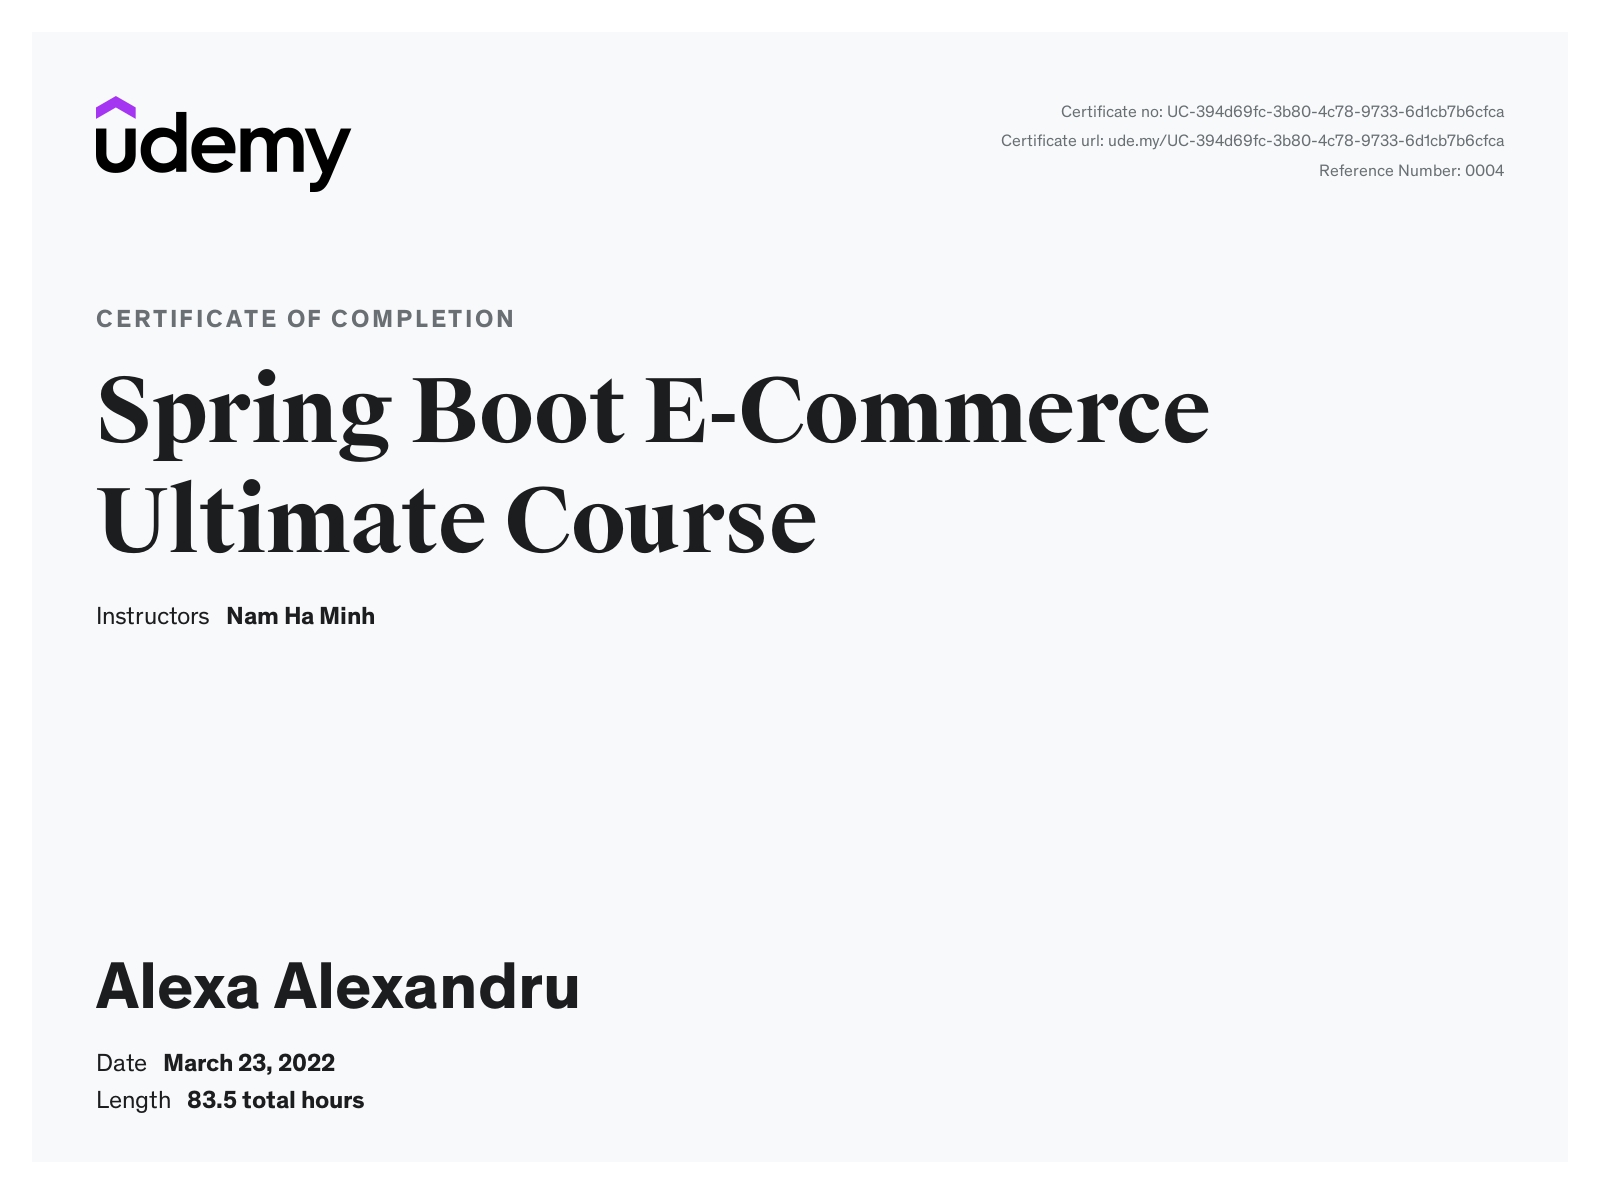 udemy
Certificate no: UC-394d69fc-3b80-4c78-9733-6d1cb7b6cfca
Certificate url: ude.my/UC-394d69fc-3b80-4c78-9733-6d1cb7b6cfca
Reference Number: 0004
CERTIFICATE OF COMPLETION
Spring Boot E-Commerce
Ultimate Course
Instructors Nam Ha Minh
Alexa Alexandru
Date March 23, 2022
Length 83.5 total hours